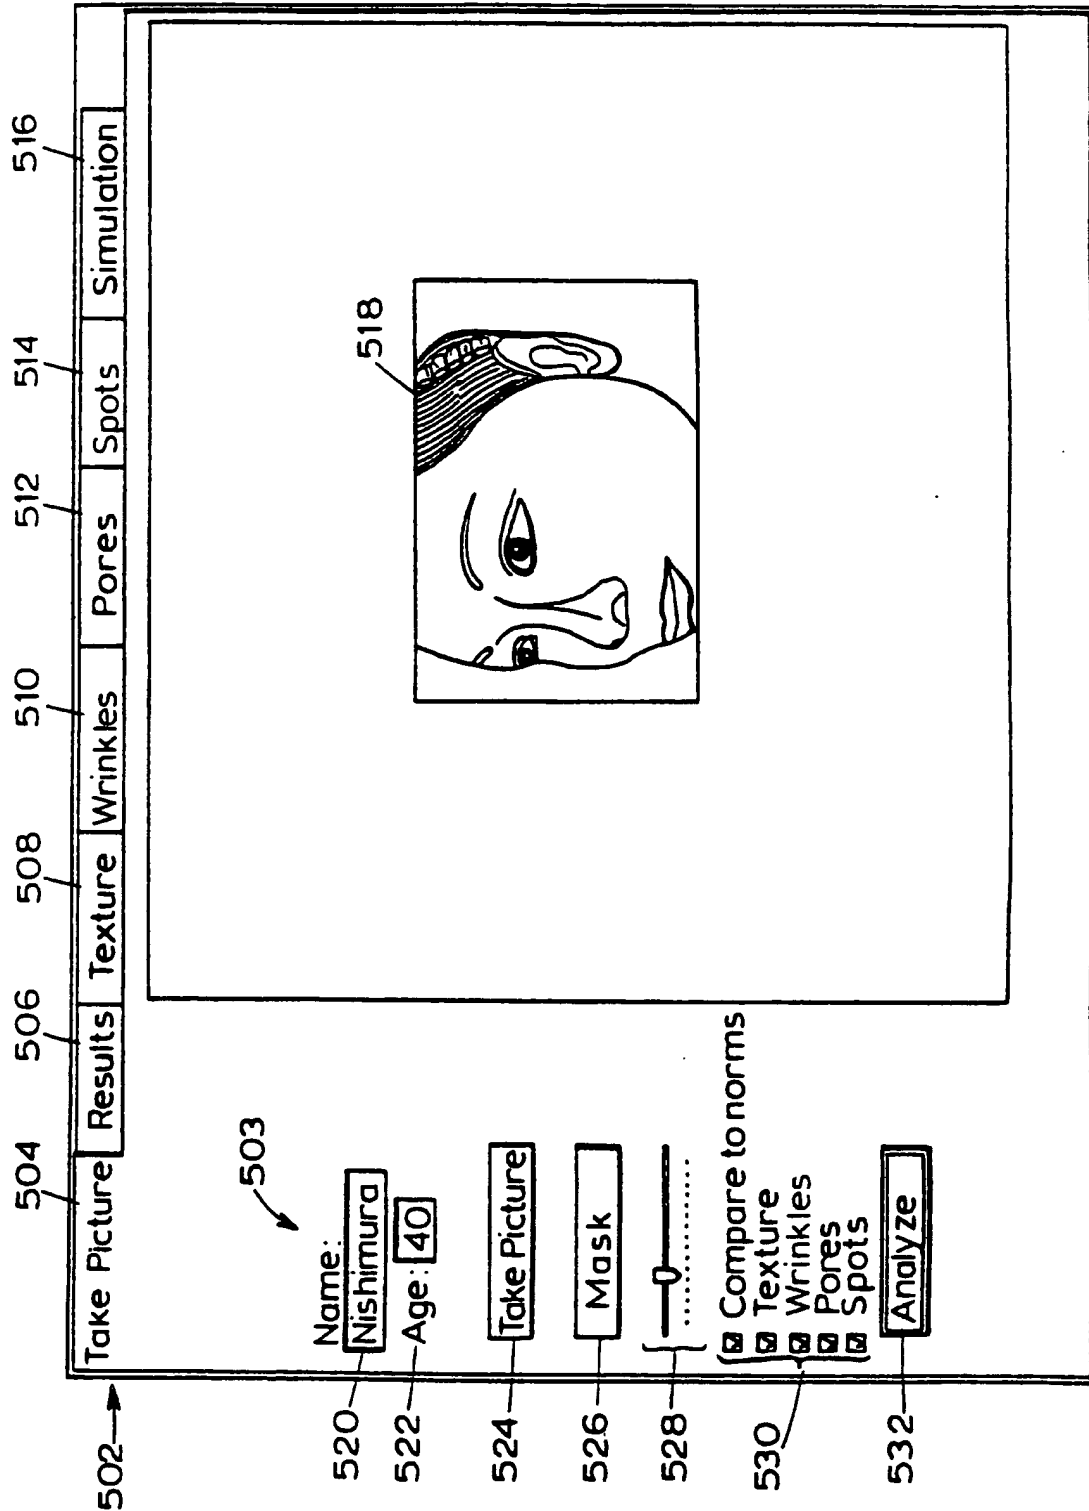 504 506 508 510 512 514 516
502
Take Picture Results Texture Wrinkles Pores Spots Simulation
503
518
Name:
520 Nishimura
522 Age: 40
524 Take Picture
526 Mask
528
530
Compare to norms
Texture
Wrinkles
Pores
Spots
532 Analyze